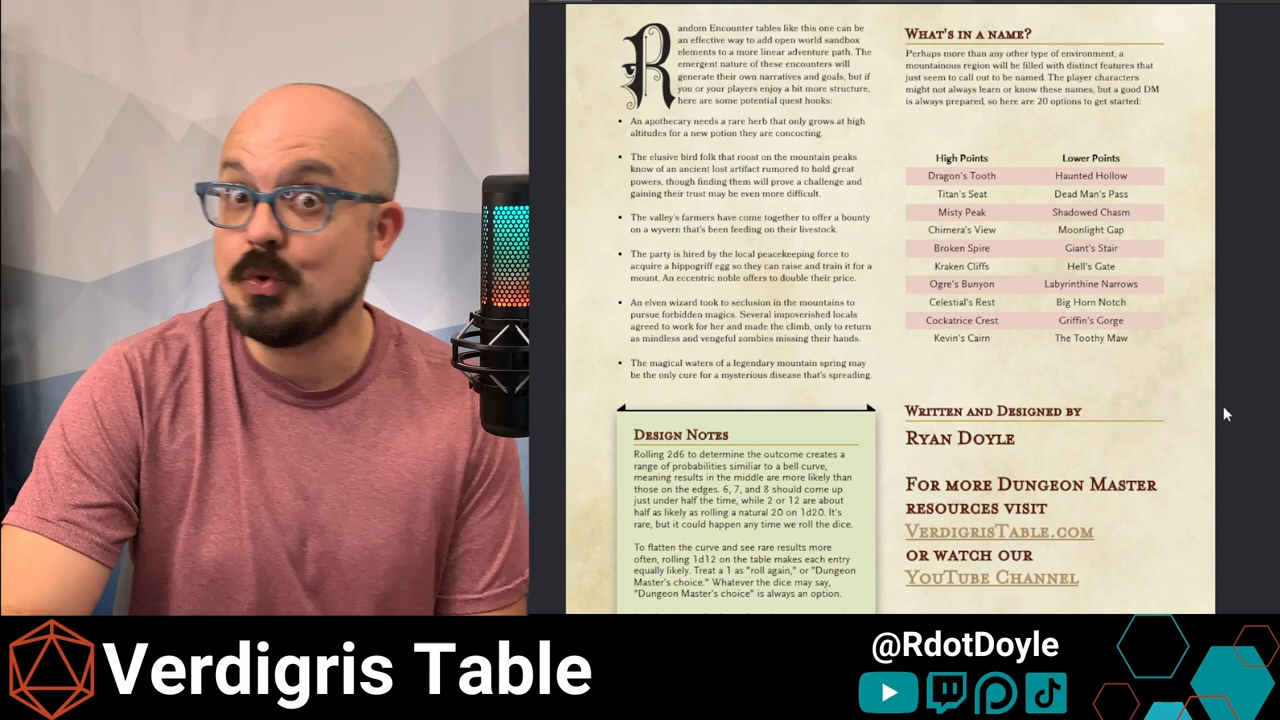 Random Encounter tables like this one can be
an effective way to add open world sandbox
elements to a more linear adventure path. The
emergent nature of these encounters will
generate their own narratives and goals, but if
you or your players enjoy a bit more structure,
here are some potential quest hooks:
• An apothecary needs a rare herb that only grows at high
altitudes for a new potion they are concocting.
• The elusive bird folk that roost on the mountain peaks
know of an ancient lost artifact rumored to hold great
powers, though finding them will prove a challenge and
gaining their trust may be even more difficult.
• The valley's farmers have come together to offer a bounty
on a wyvern that's been feeding on their livestock.
• The party is hired by the local peacekeeping force to
acquire a hippogriff egg so they can raise and train it for a
mount. An eccentric noble offers to double their price.
• An elven wizard took to seclusion in the mountains to
pursue forbidden magics. Several impoverished locals
agreed to work for her and made the climb, only to return
as mindless and vengeful zombies missing their hands.
• The magical waters of a legendary mountain spring may
be the only cure for a mysterious disease that's spreading.
Design Notes
Rolling 2d6 to determine the outcome creates a
range of probabilities similiar to a bell curve,
meaning results in the middle are more likely than
those on the edges. 6, 7, and 8 should come up
just under half the time, while 2 or 12 are about
half as likely as rolling a natural 20 on 1d20. It's
rare, but it could happen any time we roll the dice.
To flatten the curve and see rare results more
often, rolling 1d12 on the table makes each entry
equally likely. Treat a 1 as "roll again," or "Dungeon
Master's choice." Whatever the dice may say,
"Dungeon Master's choice" is always an option.
What's in a name?
Perhaps more than any other type of environment, a
mountainous region will be filled with distinct features that
just seem to call out to be named. The player characters
might not always learn or know these names, but a good DM
is always prepared, so here are 20 options to get started:
High Points Lower Points
Dragon's Tooth Haunted Hollow
Titan's Seat Dead Man's Pass
Misty Peak Shadowed Chasm
Chimera's View Moonlight Gap
Broken Spire Giant's Stair
Kraken Cliffs Hell's Gate
Ogre's Bunyon Labyrinthine Narrows
Celestial's Rest Big Horn Notch
Cockatrice Crest Griffin's Gorge
Kevin's Cairn The Toothy Maw
Written and Designed by
Ryan Doyle
For more Dungeon Master
resources visit
VerdigrisTable.com
or watch our
YouTube Channel
Verdigris Table
@RdotDoyle